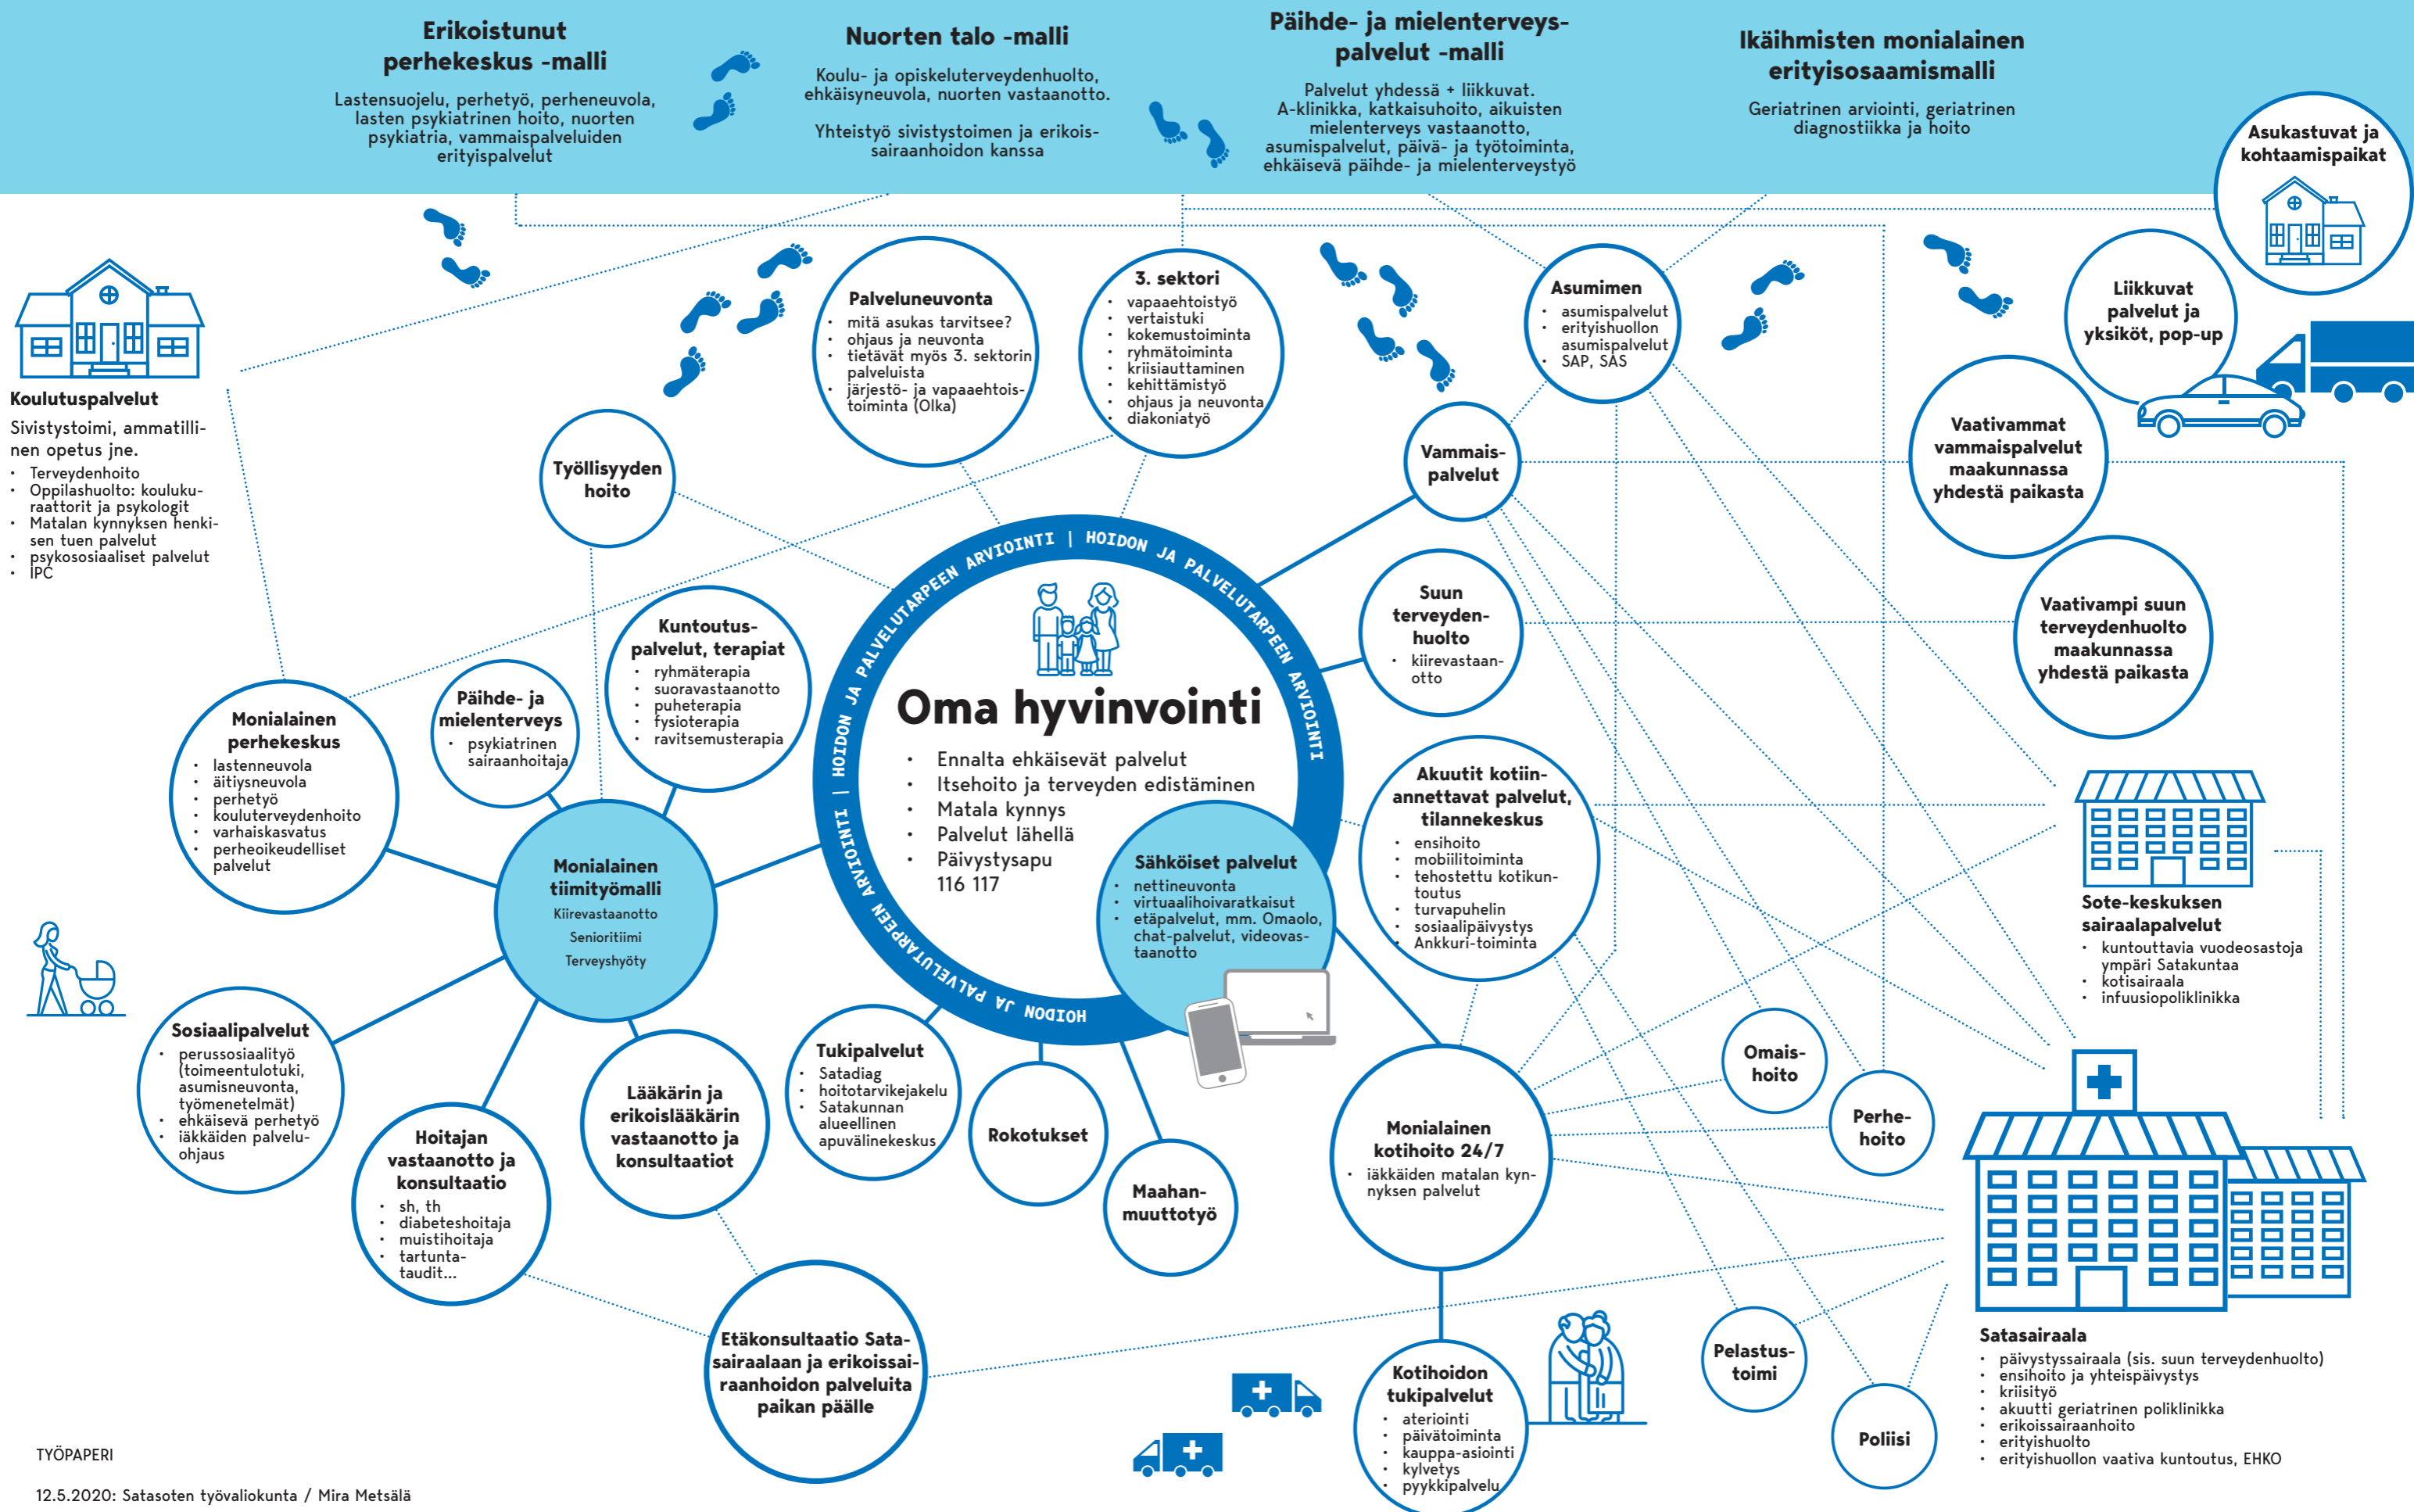 Erikoistunut
perhekeskus -malli
Lastensuojelu, perhetyö, perheneuvola,
lasten psykiatrinen hoito, nuorten
psykiatria, vammaispalveluiden
erityispalvelut
Nuorten talo -malli
Koulu- ja opiskeluterveydenhuolto,
ehkäisyneuvola, nuorten vastaanotto.
Yhteistyö sivistystoimen ja erikois-
sairaanhoidon kanssa
Päihde- ja mielenterveys-
palvelut -malli
Palvelut yhdessä + liikkuvat.
A-klinikka, katkaisuhoito, aikuisten
mielenterveys vastaanotto,
asumispalvelut, päivä- ja työtoiminta,
ehkäisevä päihde- ja mielenterveystyö
Ikäihmisten monialainen
erityisosaamismalli
Geriatrinen arviointi, geriatrinen
diagnostiikka ja hoito
Asukastuvat ja
kohtaamispaikat
Liikkuvat
palvelut ja
yksiköt, pop-up
Koulutuspalvelut
Sivistystoimi, ammatilli-
nen opetus jne.
• Terveydenhoito
• Oppilashuolto: kouluku-
raattorit ja psykologit
• Matalan kynnyksen henki-
sen tuen palvelut
• psykososiaaliset palvelut
• IPC
Palveluneuvonta
• mitä asukas tarvitsee?
• ohjaus ja neuvonta
• tietävät myös 3. sektorin
palveluista
• järjestö- ja vapaaehtois-
toiminta (Olka)
3. sektori
• vapaaehtoistyö
• vertaistuki
• kokemustoiminta
• ryhmätoiminta
• kriisiauttaminen
• kehittämistyö
• ohjaus ja neuvonta
• diakoniatyö
Asumimen
• asumispalvelut
• erityishuollon
asumispalvelut
• SAP, SAS
Työllisyyden
hoito
Vammais-
palvelut
Vaativammat
vammaispalvelut
maakunnassa
yhdestä paikasta
Suun
terveyden-
huolto
• kiirevastaan-
otto
Vaativampi suun
terveydenhuolto
maakunnassa
yhdestä paikasta
Kuntoutus-
palvelut, terapiat
• ryhmäterapia
• suoravastaanotto
• puheterapia
• fysioterapia
• ravitsemusterapia
Päihde- ja
mielenterveys
• psykiatrinen
sairaanhoitaja
Monialainen
perhekeskus
• lastenneuvola
• äitiysneuvola
• perhetyö
• kouluterveydenhoito
• varhaiskasvatus
• perheoikeudelliset
palvelut
HOIDON JA PALVELUTARPEEN ARVIOINTI | HOIDON JA PALVELUTARPEEN ARVIOINTI | HOIDON JA PALVELUTARPEEN ARVIOINTI
Oma hyvinvointi
• Ennalta ehkäisevät palvelut
• Itsehoito ja terveyden edistäminen
• Matala kynnys
• Palvelut lähellä
• Päivystysapu
116 117
Sähköiset palvelut
• nettineuvonta
• virtuaalihoivaratkaisut
• etäpalvelut, mm. Omaolo,
chat-palvelut, videovas-
taanotto
Akuutit kotiin-
annettavat palvelut,
tilannekeskus
• ensihoito
• mobiilitoiminta
• tehostettu kotikun-
toutus
• turvapuhelin
• sosiaalipäivystys
• Ankkuri-toiminta
Monialainen
tiimityömalli
Kiirevastaanotto
Senioritiimi
Terveyshyöty
Sote-keskuksen
sairaalapalvelut
• kuntouttavia vuodeosastoja
ympäri Satakuntaa
• kotisairaala
• infuusiopoliklinikka
Sosiaalipalvelut
• perussosiaalityö
(toimeentulotuki,
asumisneuvonta,
työmenetelmät)
• ehkäisevä perhetyö
• iäkkäiden palvelu-
ohjaus
Hoitajan
vastaanotto ja
konsultaatio
• sh, th
• diabeteshoitaja
• muistihoitaja
• tartunta-
taudit...
Lääkärin ja
erikoislääkärin
vastaanotto ja
konsultaatiot
Tukipalvelut
• Satadiag
• hoitotarvikejakelu
• Satakunnan
alueellinen
apuvälinekeskus
Rokotukset
Maahan-
muuttotyö
Monialainen
kotihoito 24/7
• iäkkäiden matalan kyn-
nyksen palvelut
Omais-
hoito
Perhe-
hoito
Etäkonsultaatio Sata-
sairaalaan ja erikoissai-
raanhoidon palveluita
paikan päälle
Kotihoidon
tukipalvelut
• ateriointi
• päivätoiminta
• kauppa-asiointi
• kylvetys
• pyykkipalvelu
Pelastus-
toimi
Poliisi
Satasairaala
• päivystyssairaala (sis. suun terveydenhuolto)
• ensihoito ja yhteispäivystys
• kriisityö
• akuutti geriatrinen poliklinikka
• erikoissairaanhoito
• erityishuolto
• erityishuollon vaativa kuntoutus, EHKO
TYÖPAPERI
12.5.2020: Satasoten työvaliokunta / Mira Metsälä